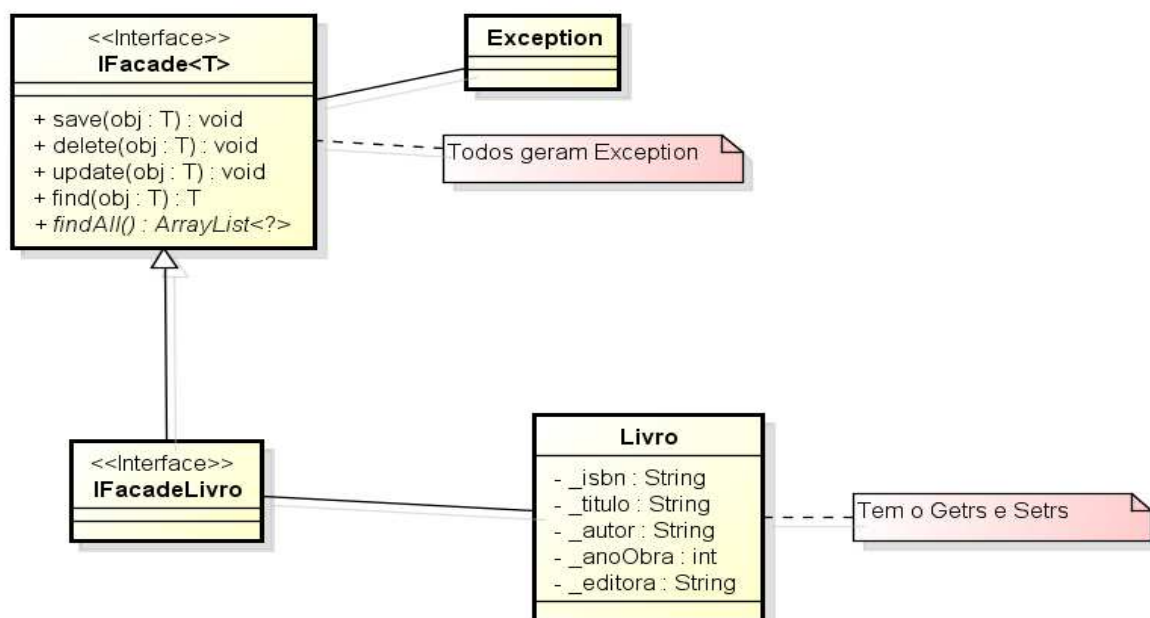 <<Interface>>
IFacade<T>
+ save(obj : T) : void
+ delete(obj : T) : void
+ update(obj : T) : void
+ find(obj : T) : T
+ findAll() : ArrayList<?>
Exception
Todos geram Exception
<<Interface>>
IFacadeLivro
Livro
- _isbn : String
- _titulo : String
- _autor : String
- _anoObra : int
- _editora : String
Tem o Getrs e Setrs